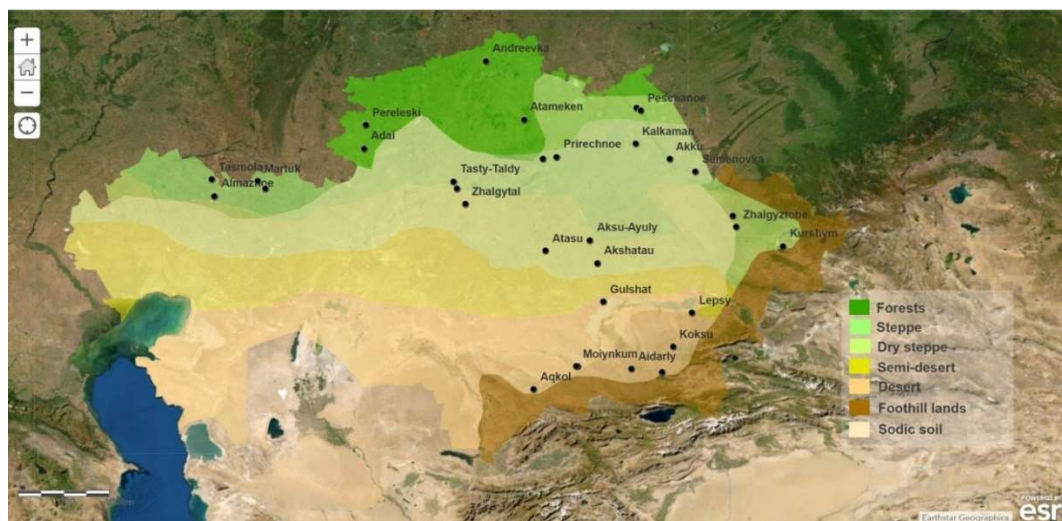 +
−
Andreevka
Pereleski
Adai
Atameken
Peschanoe
Kalkaman
Prirechnoe
Akku
Semenovka
Tasmola
Martuk
Almaznoe
Tasty-Taldy
Zhalgytal
Zhalgyztobe
Kurshym
Aksu-Ayuly
Atasu
Akshatau
Gulshat
Lepsy
Koksu
Moiynkum
Aidarly
Aqkol
Forests
Steppe
Dry steppe
Semi-desert
Desert
Foothill lands
Sodic soil
POWERED BY
esri
Earthstar Geographics